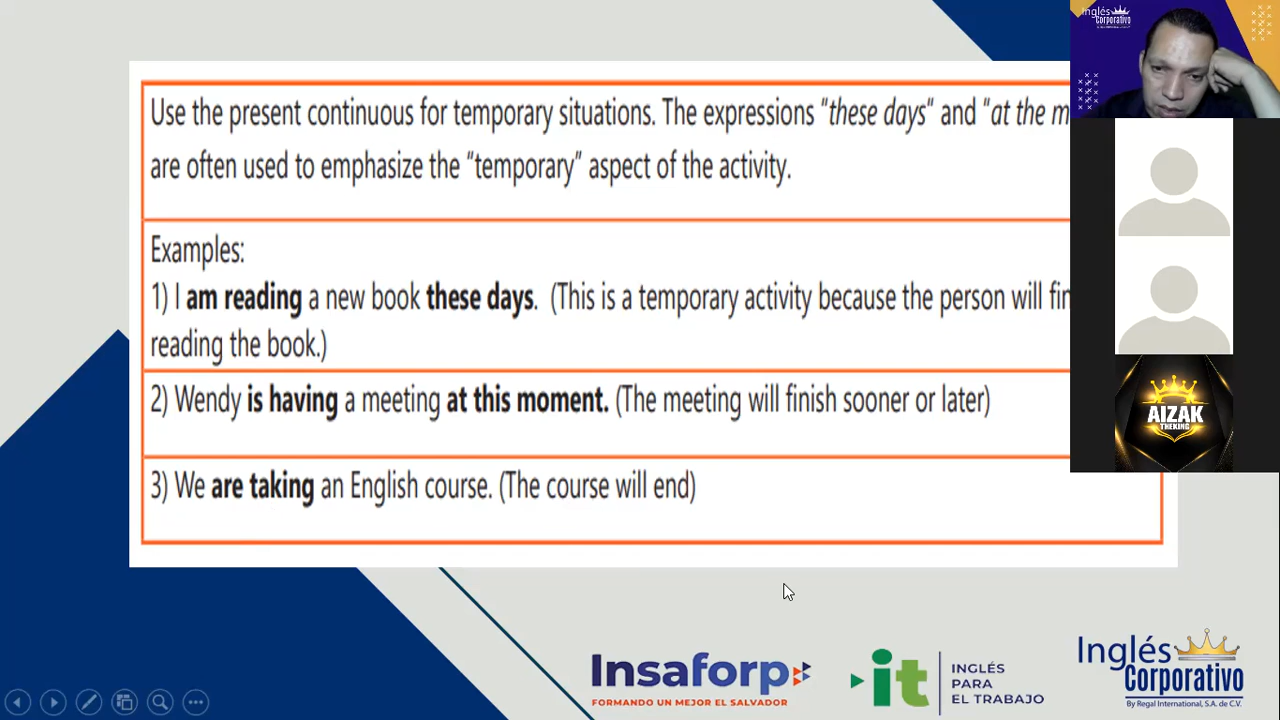 Use the present continuous for temporary situations. The expressions “these days“ and “at the m
are often used to emphasize the “temporary” aspect of the activity.
Examples:
1) I am reading a new book these days. (This is a temporary activity because the person will fin
reading the book.)
2) Wendy is having a meeting at this moment. (The meeting will finish sooner or later)
3) We are taking an English course. (The course will end)
Inglés
Corporativo
AIZAK
THEKING
Insaforp
FORMANDO UN MEJOR EL SALVADOR
it
INGLÉS
PARA
EL TRABAJO
Inglés
Corporativo
By Regal International, S.A. de C.V.